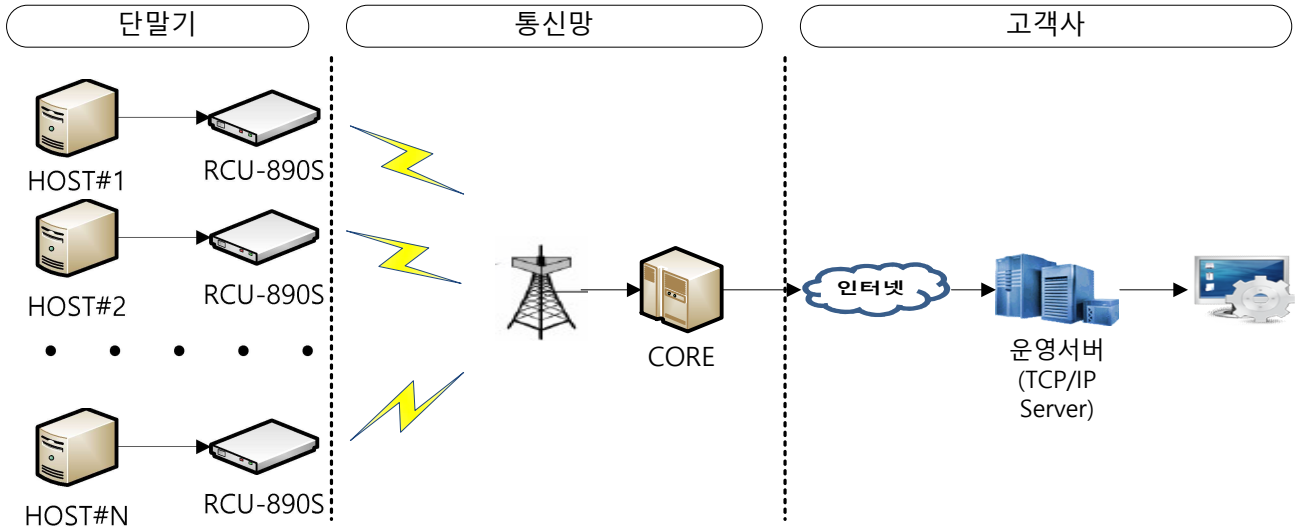 단말기
통신망
고객사
HOST#1
RCU-890S
HOST#2
RCU-890S
HOST#N
RCU-890S
CORE
인터넷
운영서버
(TCP/IP
Server)